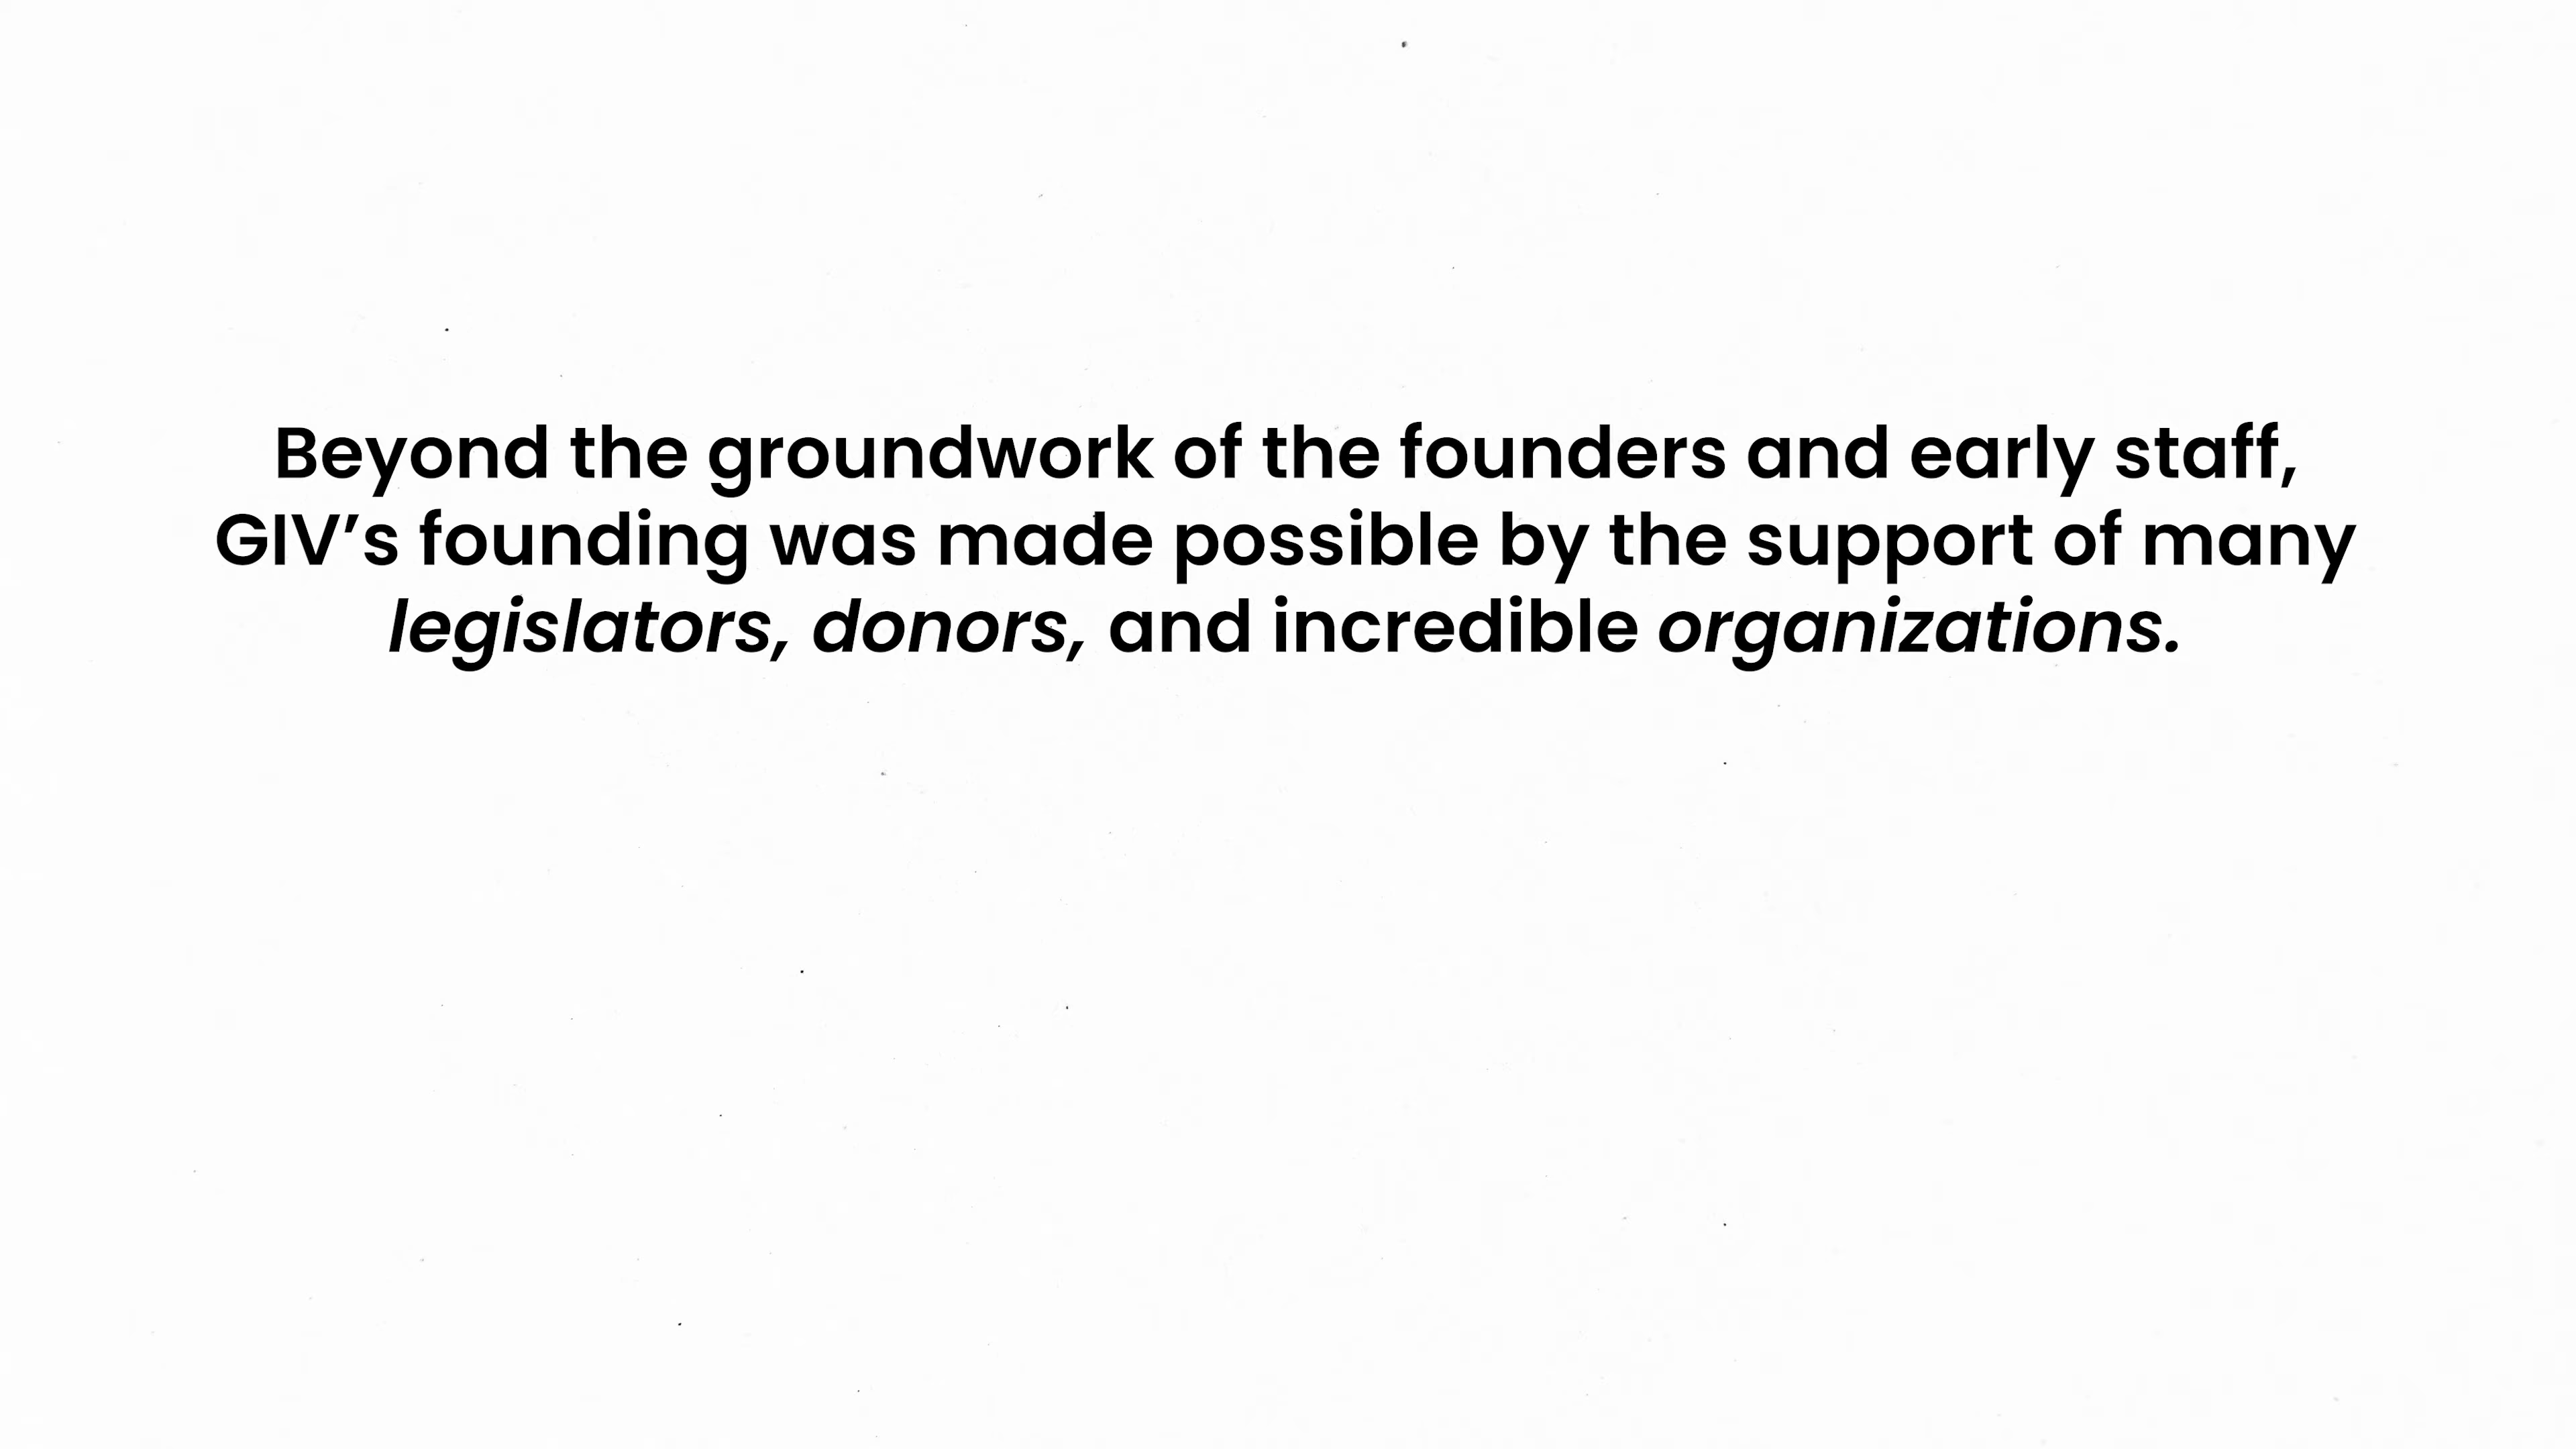 Beyond the groundwork of the founders and early staff,
GIV’s founding was made possible by the support of many
legislators, donors, and incredible organizations.